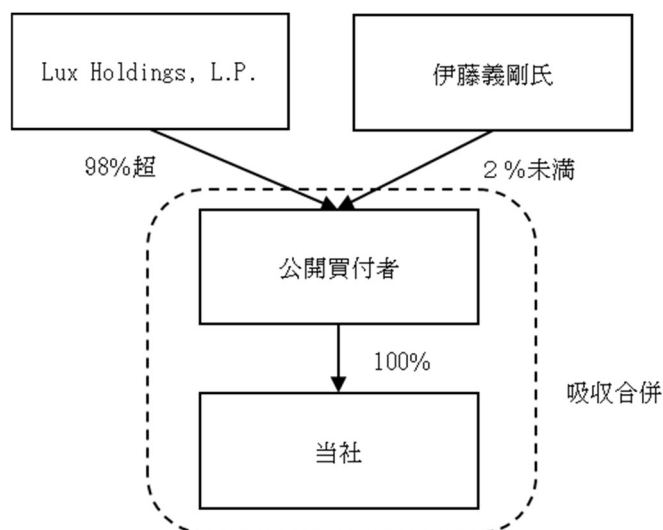 Lux Holdings, L.P.
伊藤義剛氏
98%超
2%未満
公開買付者
100%
吸収合併
当社